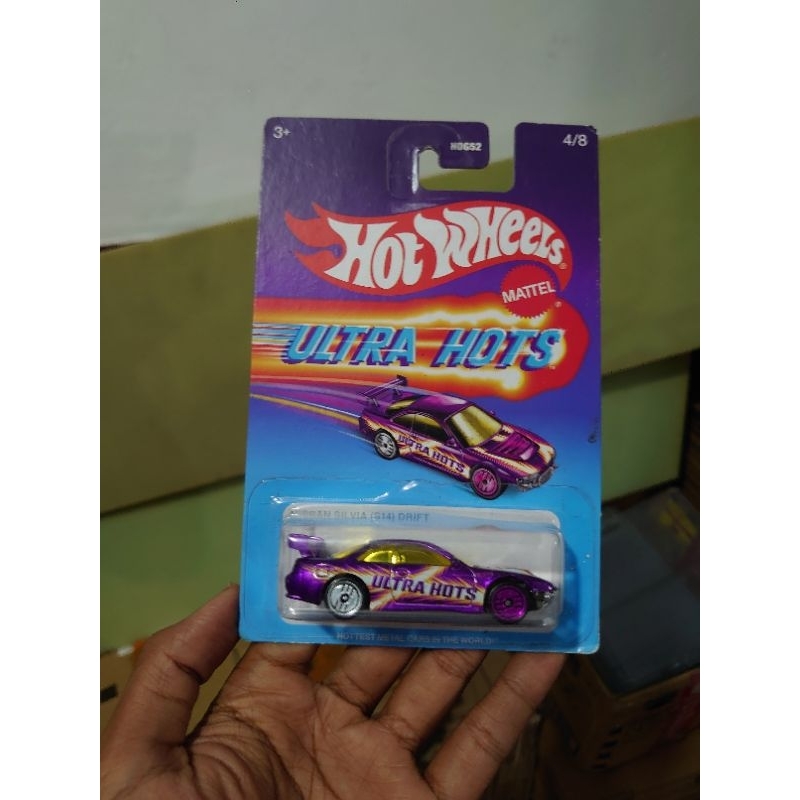 3+
HDG52
4/8
HOT WHEELS
MATTEL
ULTRA HOTS
ULTRA HOTS
SILVIA (S14) DRIFT
ULTRA HOTS
HOTTEST METAL CARS IN THE WORLD!